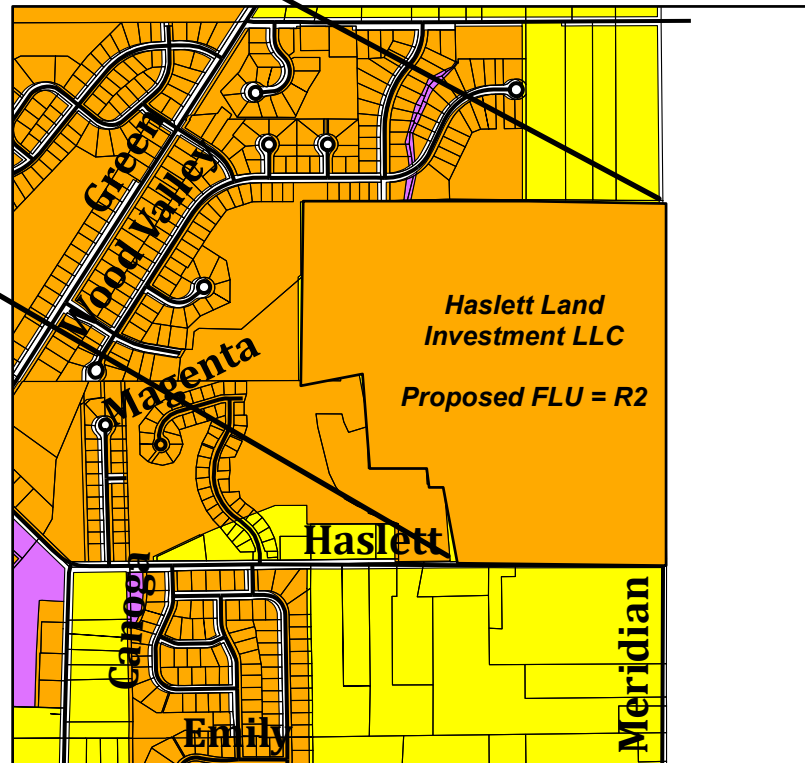 Green
Wood Valley
Haslett Land
Investment LLC
Magenta
Proposed FLU = R2
Haslett
Canoga
Meridian
Emily